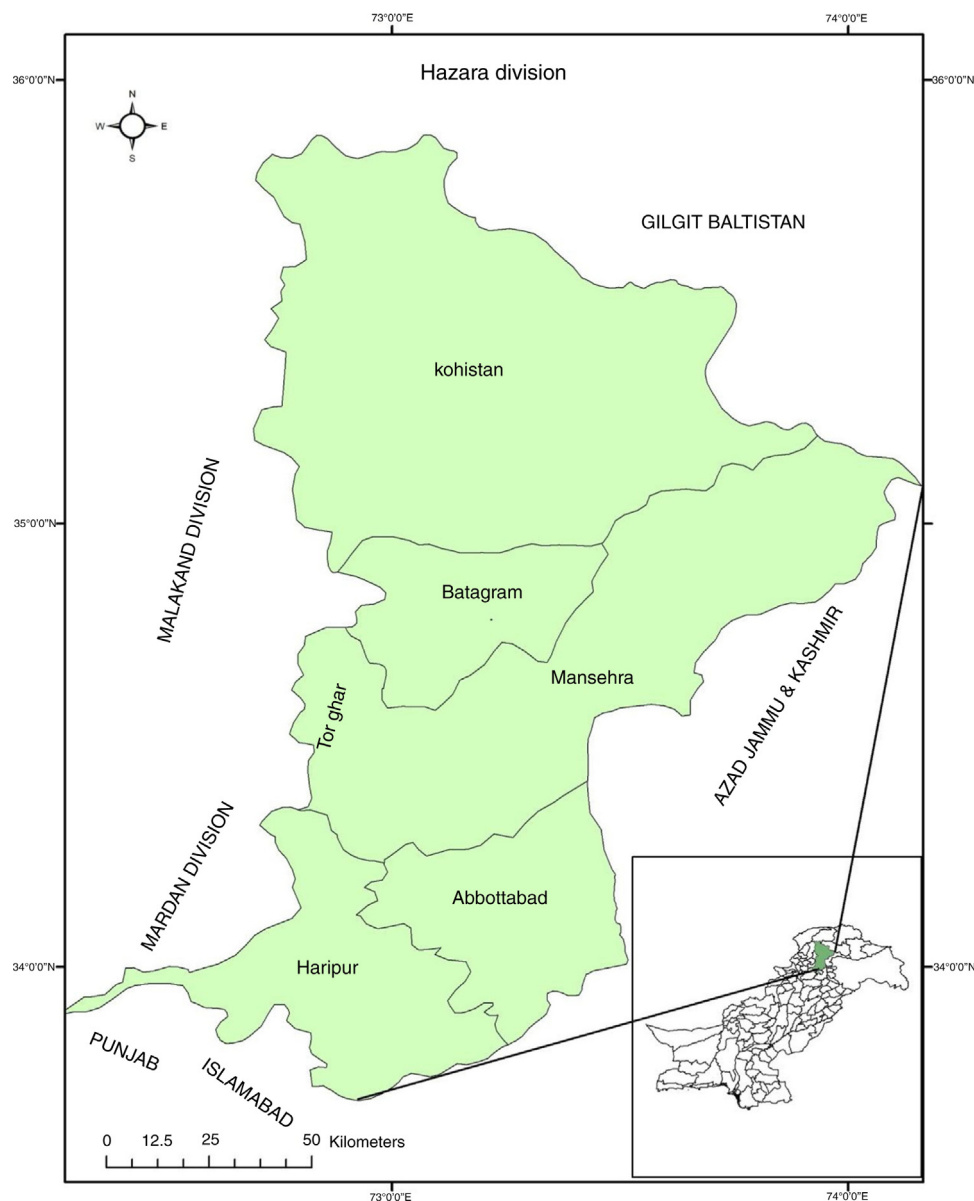 73°0'0"E
74°0'0"E
36°0'0"N
Hazara division
36°0'0"N
N
W
E
S
GILGIT BALTISTAN
kohistan
MALAKAND DIVISION
35°0'0"N
Batagram
Mansehra
AZAD JAMMU & KASHMIR
Tor ghar
MARDAN DIVISION
Abbottabad
Haripur
34°0'0"N
34°0'0"N
PUNJAB
ISLAMABAD
0 12.5 25 50 Kilometers
73°0'0"E
74°0'0"E